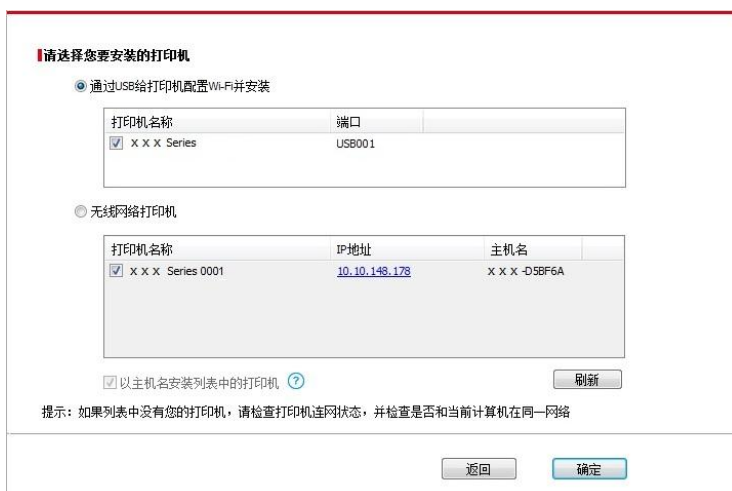 请选择您要安装的打印机
通过USB给打印机配置Wi-Fi并安装
打印机名称 端口
X X X Series USB001
无线网络打印机
打印机名称 IP地址 主机名
X X X Series 0001 10.10.148.178 X X X -D5BF6A
以主机名安装列表中的打印机 ?
刷新
提示：如果列表中没有您的打印机，请检查打印机连网状态，并检查是否和当前计算机在同一网络
返回 确定